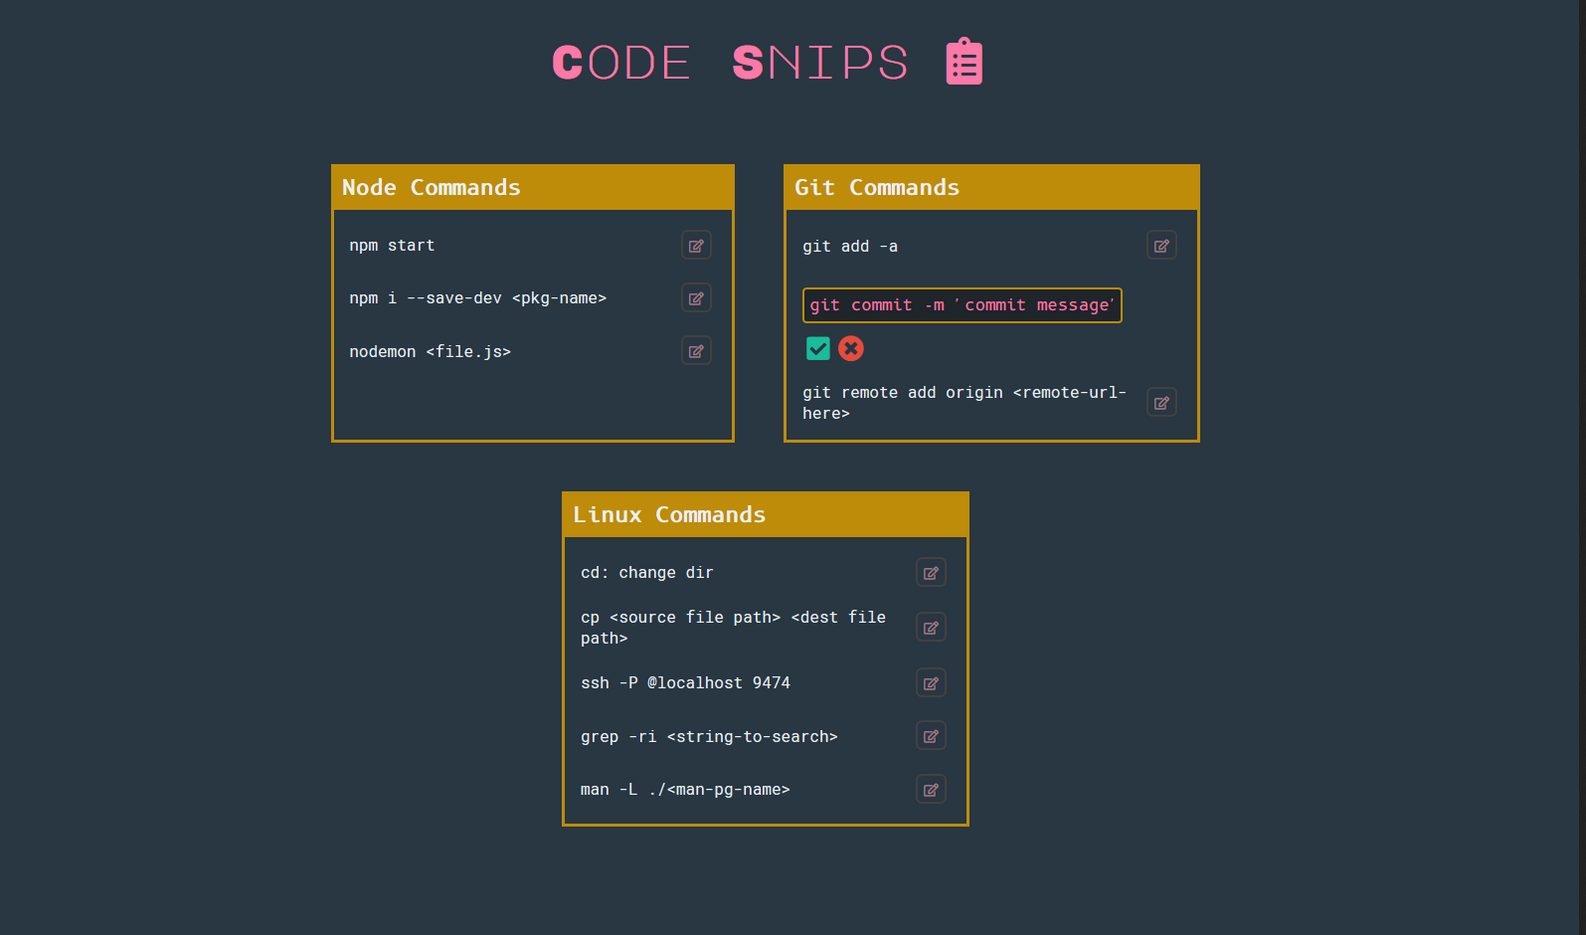 CODE SNIPS
Node Commands
npm start
npm i --save-dev <pkg-name>
nodemon <file.js>
Git Commands
git add -a
git commit -m 'commit message'
git remote add origin <remote-url-
here>
Linux Commands
cd: change dir
cp <source file path> <dest file
path>
ssh -P @localhost 9474
grep -ri <string-to-search>
man -L ./<man-pg-name>